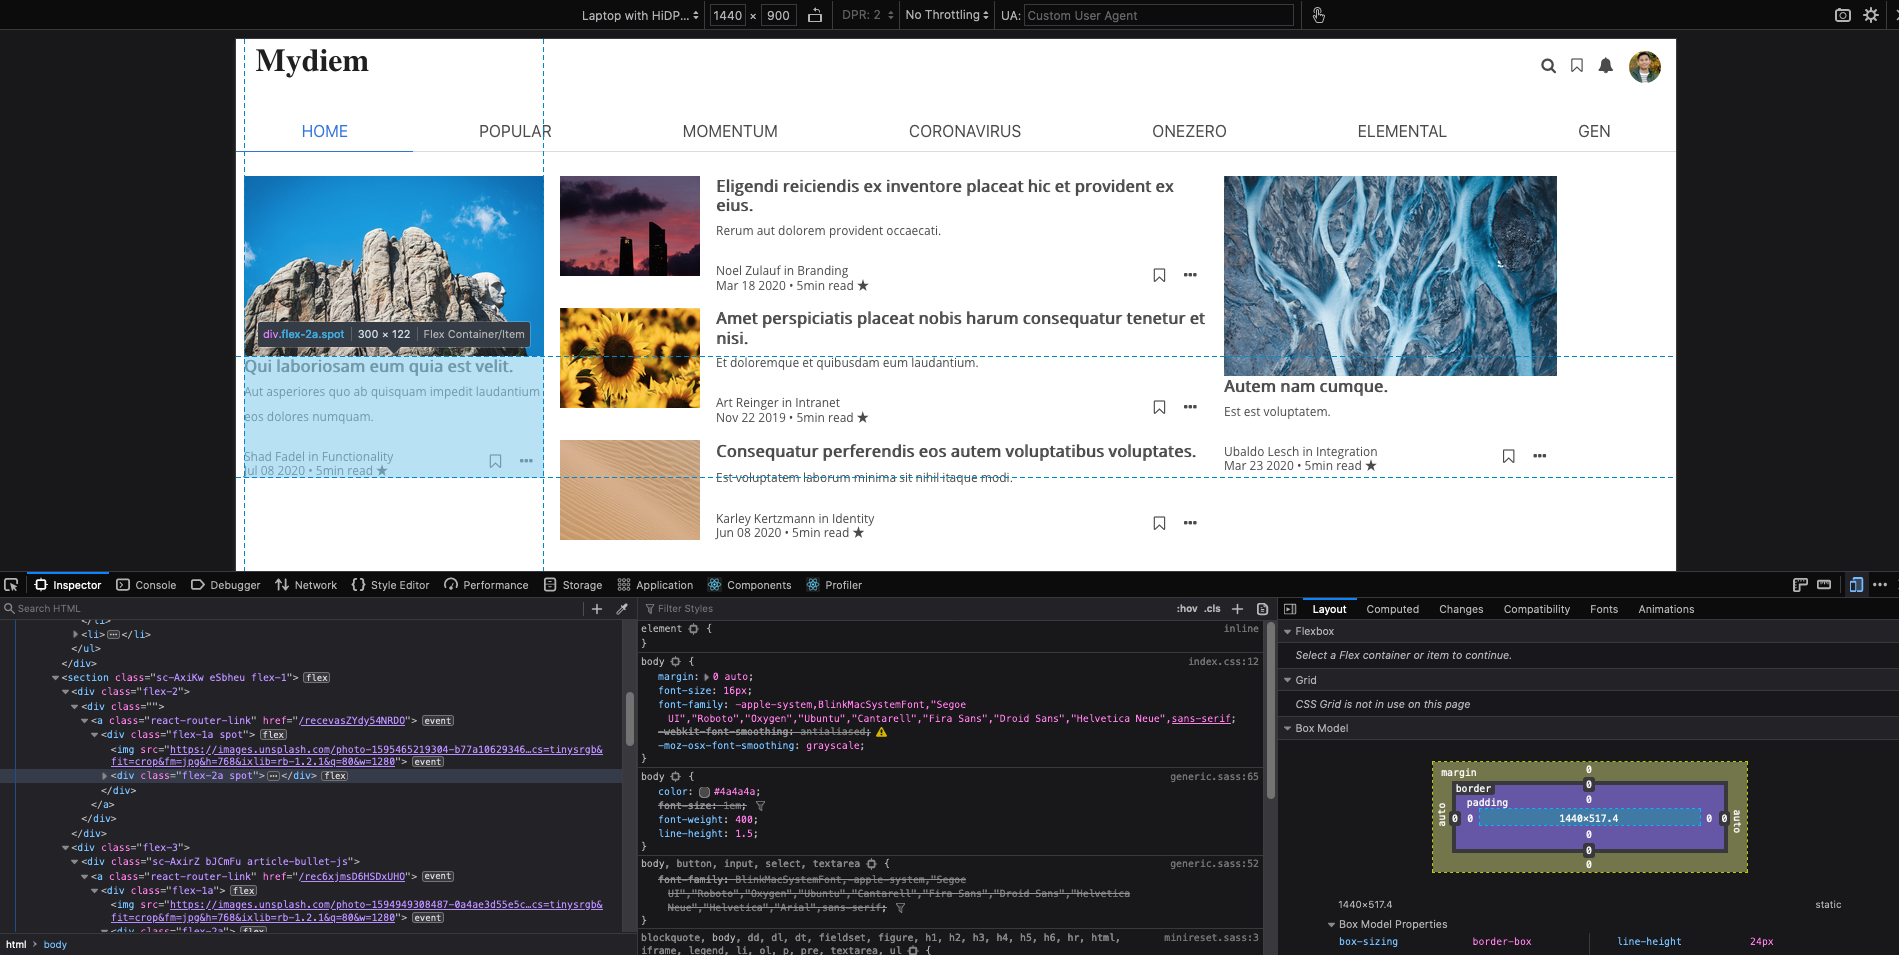 Laptop with HiDP... 1440 × 900 DPR: 2 No Throttling UA: Custom User Agent
Mydiem
HOME POPULAR MOMENTUM CORONAVIRUS ONEZERO ELEMENTAL GEN
div.flex-2a.spot 300 × 122 Flex Container/Item
Qui laboriosam eum quia est velit.
Aut asperiores quo ab quisquam impedit laudantium
eos dolores numquam.
Shad Fadel in Functionality
Jul 08 2020 • 5min read ★
Eligendi reiciendis ex inventore placeat hic et provident ex
eius.
Rerum aut dolorem provident occaecati.
Noel Zulauf in Branding
Mar 18 2020 • 5min read ★
Amet perspiciatis placeat nobis harum consequatur tenetur et
nisi.
Et doloremque et quibusdam eum laudantium.
Art Reinger in Intranet
Nov 22 2019 • 5min read ★
Consequatur perferendis eos autem voluptatibus voluptates.
Est voluptatem laborum minima sit nihil itaque modi.
Karley Kertzmann in Identity
Jun 08 2020 • 5min read ★
Autem nam cumque.
Est est voluptatem.
Ubaldo Lesch in Integration
Mar 23 2020 • 5min read ★
Inspector Console Debugger Network Style Editor Performance Storage Application Components Profiler
Search HTML
</li>
<li></li>
</ul>
</div>
<section class="sc-AxiKw eSbheu flex-1"> flex
<div class="flex-2">
<div class="">
<a class="react-router-link" href="/recevasZYdy54NRDO"> event
<div class="flex-1a spot"> flex
<img src="https://images.unsplash.com/photo-1595465219304-b77a10629346…cs=tinysrgb&
fit=crop&fm=jpg&h=768&ixlib=rb-1.2.1&q=80&w=1280"> event
<div class="flex-2a spot"></div> flex
</div>
</a>
</div>
</div>
<div class="flex-3">
<div class="sc-AxirZ bJCmFu article-bullet-js">
<a class="react-router-link" href="/rec6xjmsD6HSDxUHO"> event
<div class="flex-1a"> flex
<img src="https://images.unsplash.com/photo-1594949308487-0a4ae3d55e5c…cs=tinysrgb&
fit=crop&fm=jpg&h=768&ixlib=rb-1.2.1&q=80&w=1280"> event
<div class="flex-2a"> flex
html › body
Filter Styles :hov .cls
element { inline
}
body { index.css:12
margin: 0 auto;
font-size: 16px;
font-family: -apple-system,BlinkMacSystemFont,"Segoe
UI","Roboto","Oxygen","Ubuntu","Cantarell","Fira Sans","Droid Sans","Helvetica Neue",sans-serif;
-webkit-font-smoothing: antialiased;
-moz-osx-font-smoothing: grayscale;
}
body { generic.sass:65
color: #4a4a4a;
font-size: 1em;
font-weight: 400;
line-height: 1.5;
}
body, button, input, select, textarea { generic.sass:52
font-family: BlinkMacSystemFont,-apple-system,"Segoe
UI","Roboto","Oxygen","Ubuntu","Cantarell","Fira Sans","Droid Sans","Helvetica
Neue","Helvetica","Arial",sans-serif;
}
blockquote, body, dd, dl, dt, fieldset, figure, h1, h2, h3, h4, h5, h6, hr, html, minireset.sass:3
iframe, legend, li, ol, p, pre, textarea, ul {
Layout Computed Changes Compatibility Fonts Animations
Flexbox
Select a Flex container or item to continue.
Grid
CSS Grid is not in use on this page
Box Model
margin 0
border 0
padding 0
auto 0 0 1440×517.4 0 0 auto
0
0
0
1440×517.4 static
Box Model Properties
box-sizing border-box line-height 24px